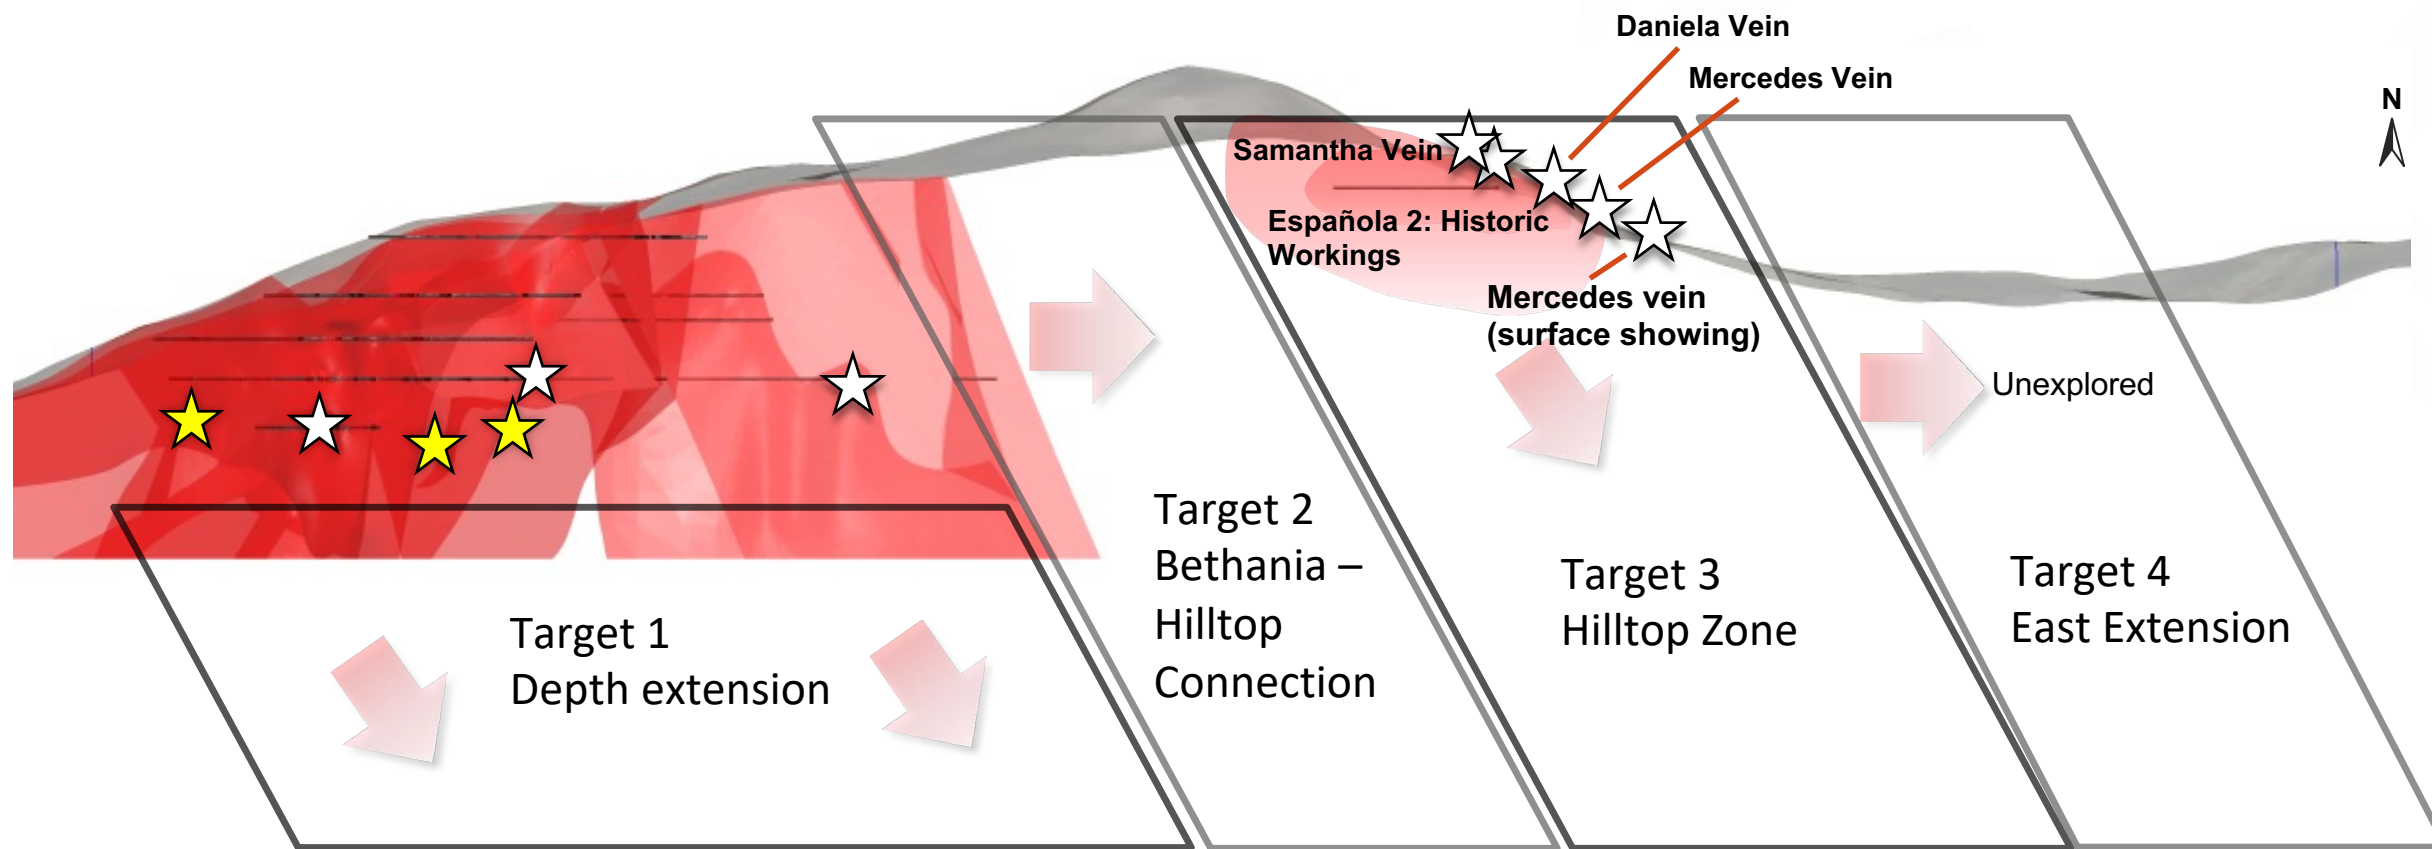 Daniela Vein
Mercedes Vein
N
Samantha Vein
Española 2: Historic
Workings
Mercedes vein
(surface showing)
Unexplored
Target 1
Depth extension
Target 2
Bethania –
Hilltop
Connection
Target 3
Hilltop Zone
Target 4
East Extension